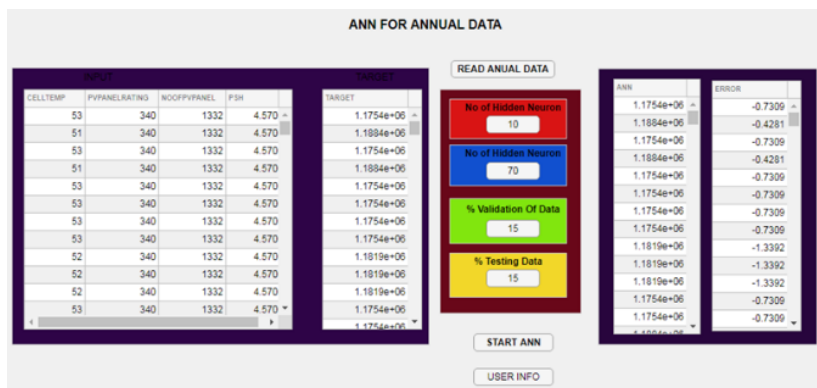 ANN FOR ANNUAL DATA
INPUT
CELLTEMP PVPANELRATING NOOFPVPANEL PSH
53 340 1332 4.570
51 340 1332 4.570
53 340 1332 4.570
51 340 1332 4.570
53 340 1332 4.570
53 340 1332 4.570
53 340 1332 4.570
53 340 1332 4.570
52 340 1332 4.570
52 340 1332 4.570
52 340 1332 4.570
53 340 1332 4.570
TARGET
TARGET
1.1754e+06
1.1884e+06
1.1754e+06
1.1884e+06
1.1754e+06
1.1754e+06
1.1754e+06
1.1754e+06
1.1819e+06
1.1819e+06
1.1819e+06
1.1754e+06
1.1754e+06
READ ANUAL DATA
No of Hidden Neuron
10
No of Hidden Neuron
70
% Validation Of Data
15
% Testing Data
15
START ANN
USER INFO
ANN
1.1754e+06
1.1884e+06
1.1754e+06
1.1884e+06
1.1754e+06
1.1754e+06
1.1754e+06
1.1754e+06
1.1819e+06
1.1819e+06
1.1819e+06
1.1754e+06
1.1754e+06
ERROR
-0.7309
-0.4281
-0.7309
-0.4281
-0.7309
-0.7309
-0.7309
-0.7309
-1.3392
-1.3392
-1.3392
-0.7309
-0.7309